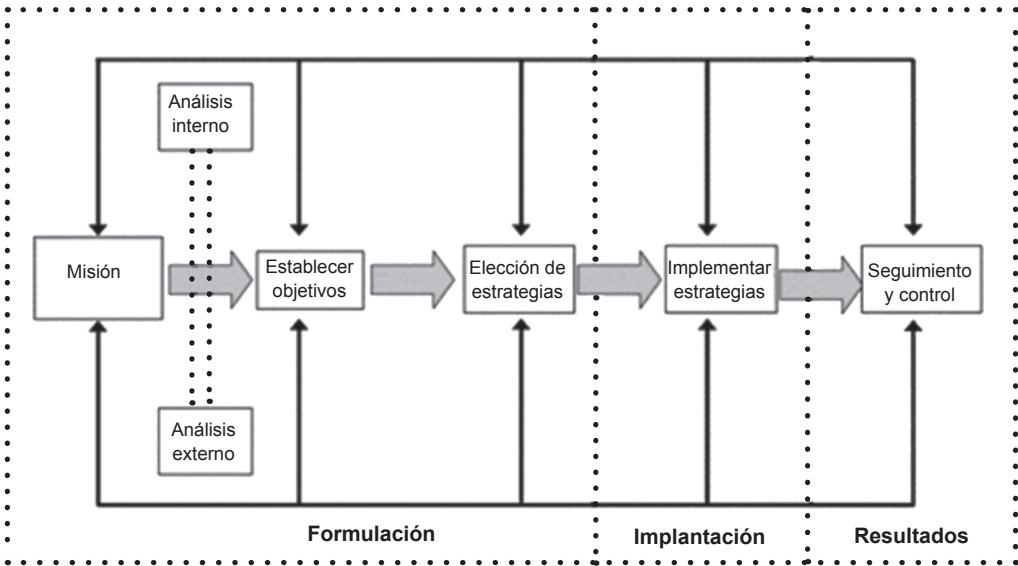 Análisis
interno
Misión
Establecer
objetivos
Elección de
estrategias
Implementar
estrategias
Seguimiento
y control
Análisis
externo
Formulación
Implantación
Resultados